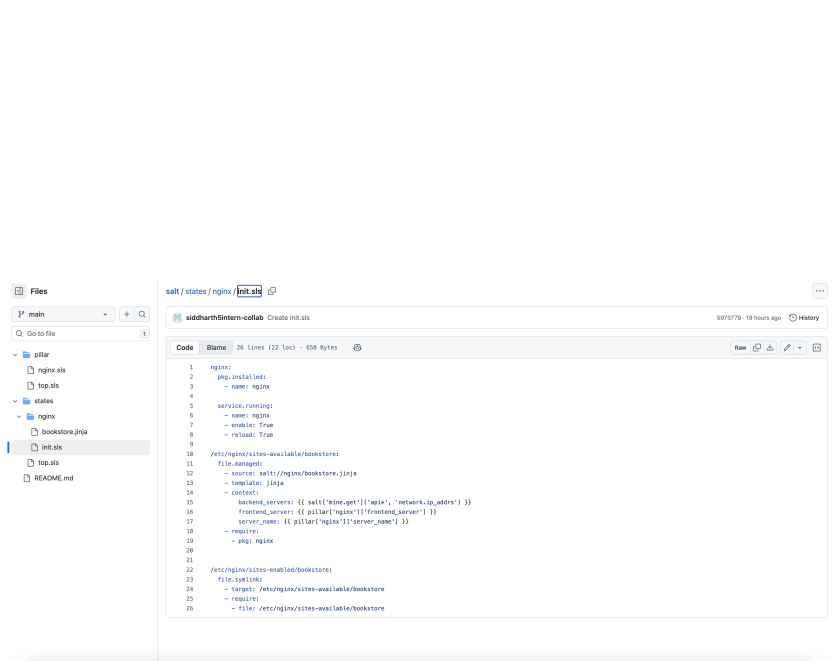 Files
main
Go to file
t
pillar
nginx.sls
top.sls
states
nginx
bookstore.jinja
init.sls
top.sls
README.md
salt / states / nginx / init.sls
siddharth5intern-collab Create init.sls
5973779 · 19 hours ago
History
Code Blame 26 lines (22 loc) · 658 Bytes
Raw
1 nginx:
2   pkg.installed:
3     - name: nginx
4
5   service.running:
6     - name: nginx
7     - enable: True
8     - reload: True
9
10 /etc/nginx/sites-available/bookstore:
11   file.managed:
12     - source: salt://nginx/bookstore.jinja
13     - template: jinja
14     - context:
15         backend_servers: {{ salt['mine.get']('api*', 'network.ip_addrs') }}
16         frontend_server: {{ pillar['nginx']['frontend_server'] }}
17         server_name: {{ pillar['nginx']['server_name'] }}
18     - require:
19       - pkg: nginx
20
21
22 /etc/nginx/sites-enabled/bookstore:
23   file.symlink:
24     - target: /etc/nginx/sites-available/bookstore
25     - require:
26       - file: /etc/nginx/sites-available/bookstore